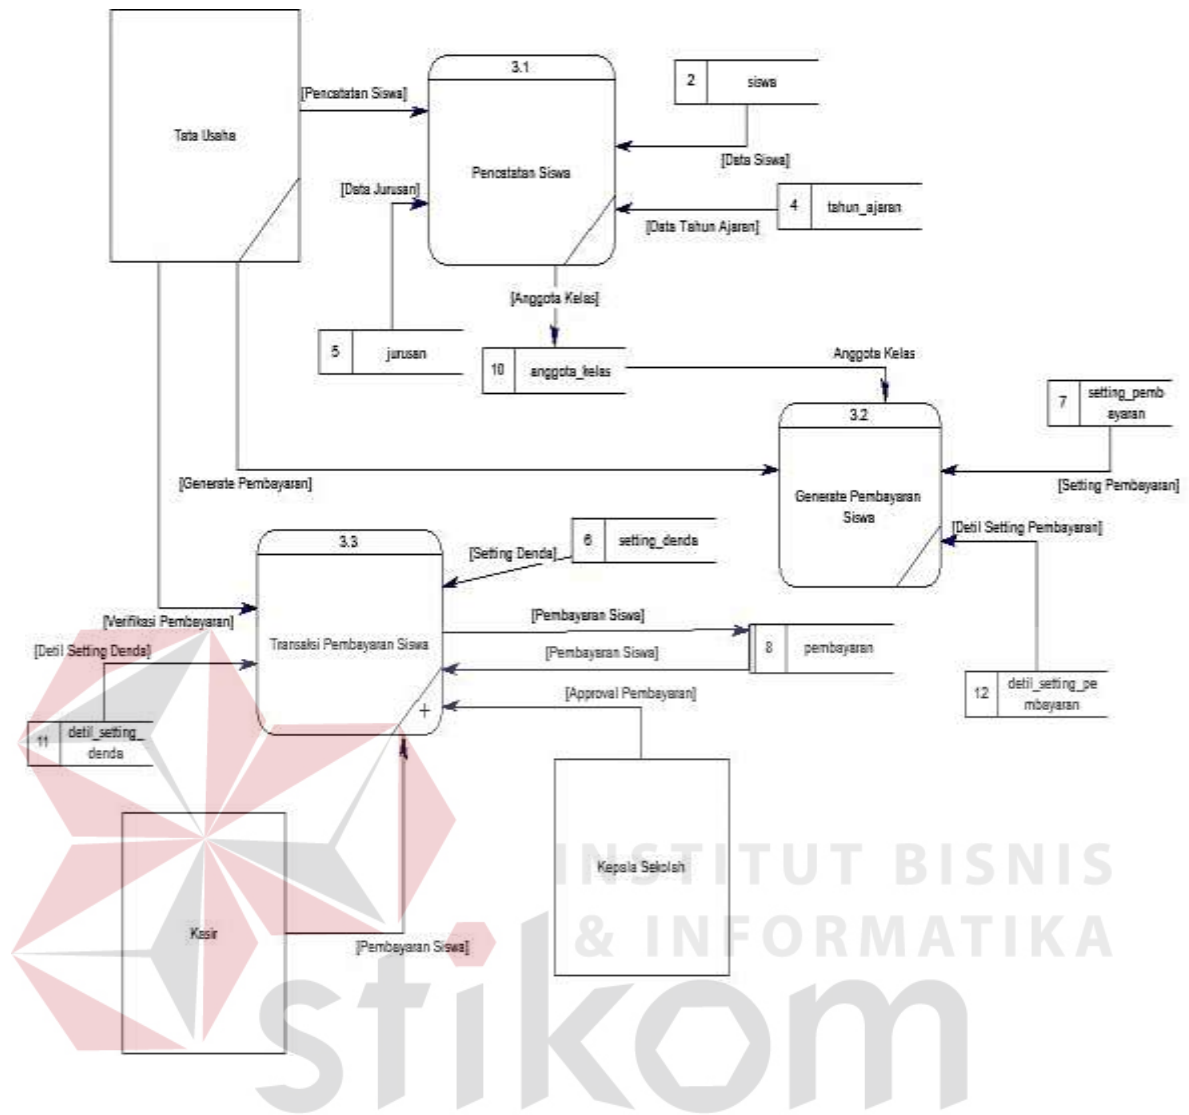 3.1
2
siswa
[Pencatatan Siswa]
Tata Usaha
[Data Siswa]
Pencatatan Siswa
[Data Jurusan]
4
tahun_ajaran
[Data Tahun Ajaran]
[Anggota Kelas]
5
jurusan
10
anggota_kelas
Anggota Kelas
7
setting_pemb
ayaran
3.2
[Generate Pembayaran]
[Setting Pembayaran]
Generate Pembayaran
Siswa
[Detil Setting Pembayaran]
3.3
[Setting Denda]
6
setting_denda
[Verifikasi Pembayaran]
[Pembayaran Siswa]
Transaksi Pembayaran Siswa
[Detil Setting Denda]
[Pembayaran Siswa]
8
pembayaran
[Approval Pembayaran]
+
12
detil_setting_pe
mbayaran
11
detil_setting_
denda
Kepala Sekolah
Kasir
[Pembayaran Siswa]
INSTITUT BISNIS
& INFORMATIKA
stikom